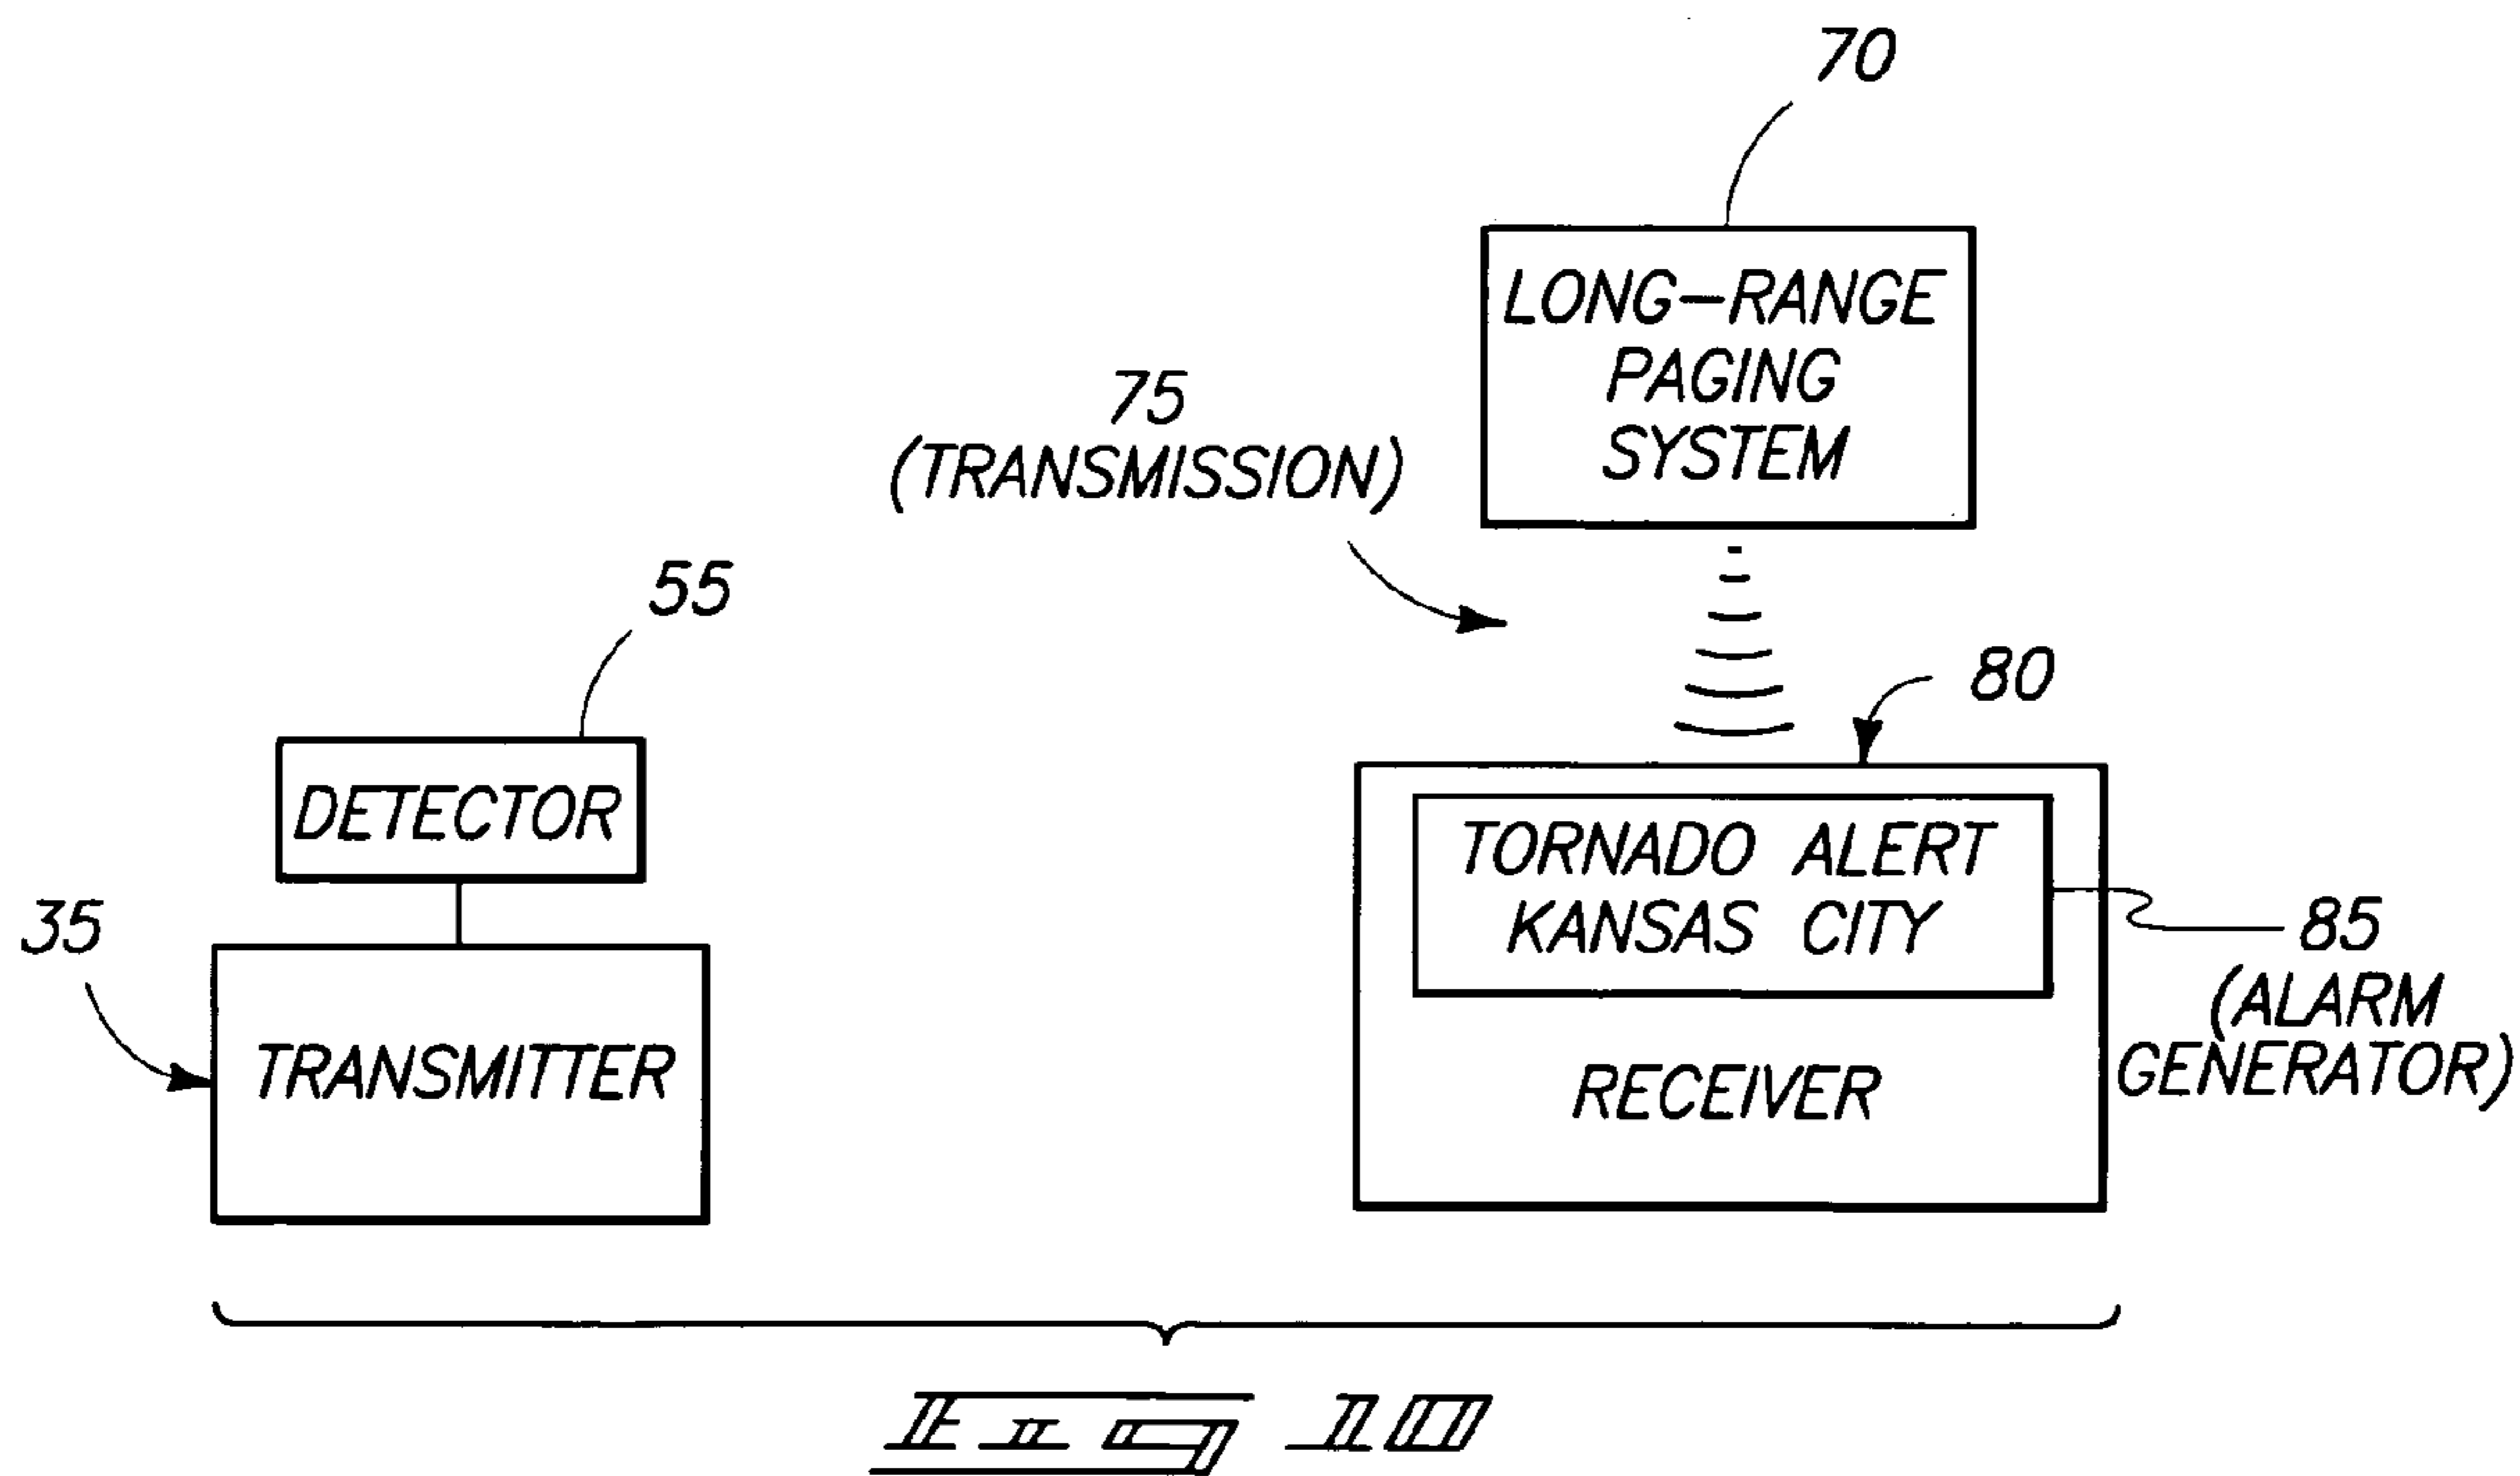 70
LONG-RANGE
PAGING
SYSTEM
75
(TRANSMISSION)
55
80
DETECTOR
TORNADO ALERT
KANSAS CITY
35
85
(ALARM
GENERATOR)
TRANSMITTER
RECEIVER
Fig 10